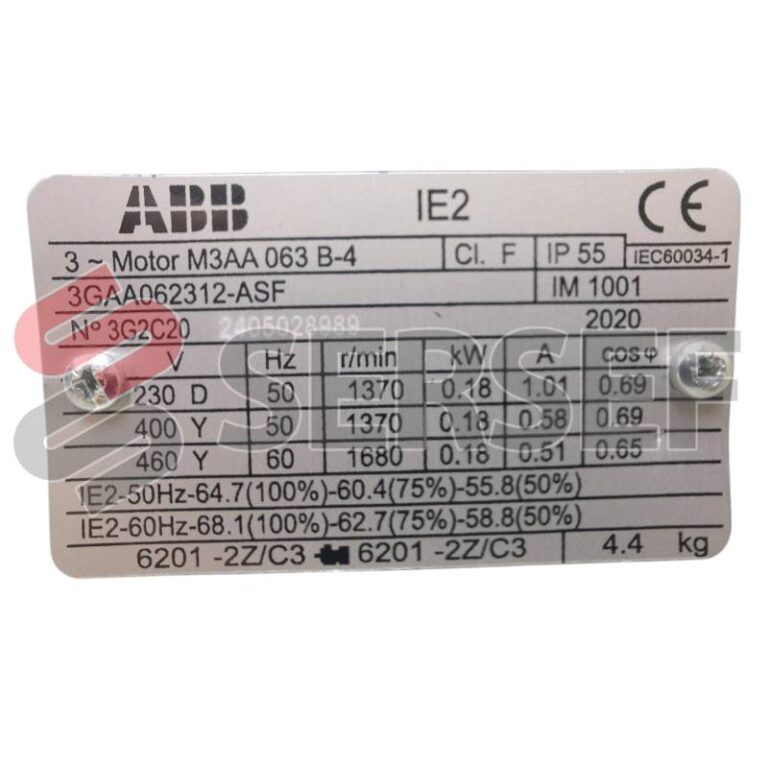 ABB IE2 CE
3 ~ Motor M3AA 063 B-4 Cl. F IP 55 IEC60034-1
3GAA062312-ASF IM 1001
Nº 3G2C20 2405028989 2020
V Hz r/min kW A cosφ
230 D 50 1370 0.18 1.01 0.69
400 Y 50 1370 0.18 0.58 0.69
460 Y 60 1680 0.18 0.51 0.65
IE2-50Hz-64.7(100%)-60.4(75%)-55.8(50%)
IE2-60Hz-68.1(100%)-62.7(75%)-58.8(50%)
6201 -2Z/C3 6201 -2Z/C3 4.4 kg
SERSEF